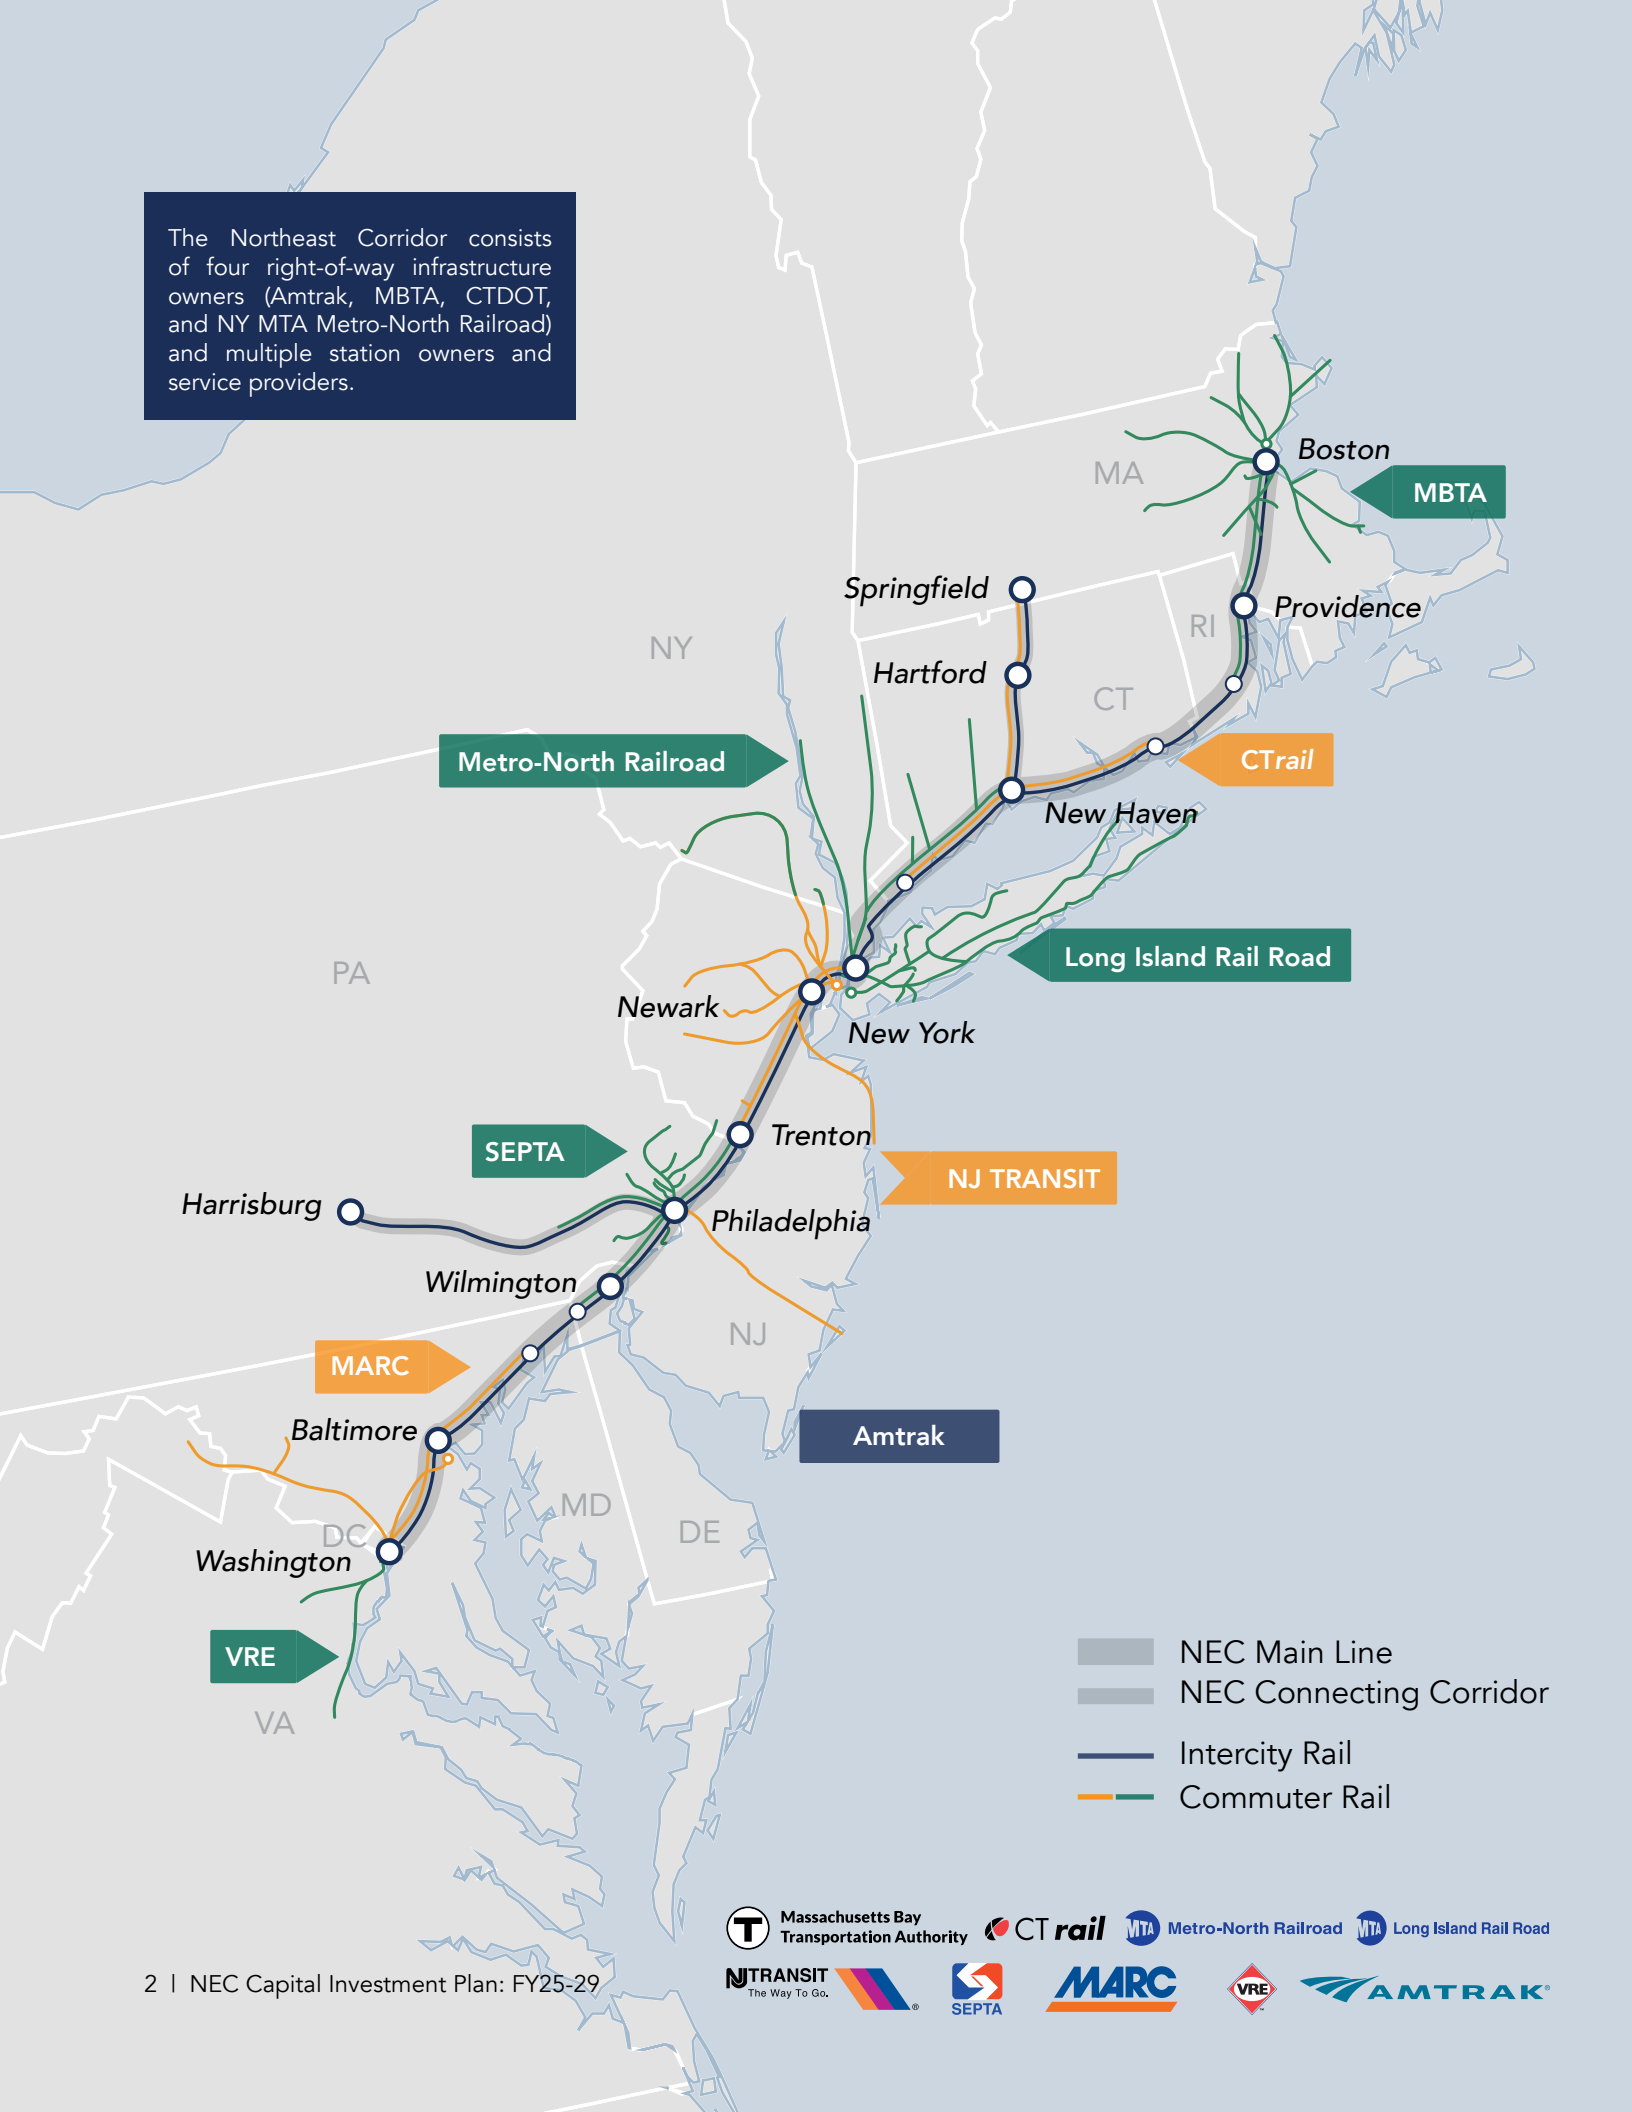 The Northeast Corridor consists
of four right-of-way infrastructure
owners (Amtrak, MBTA, CTDOT,
and NY MTA Metro-North Railroad)
and multiple station owners and
service providers.
Boston
MA
MBTA
Springfield
Providence
RI
NY
Hartford
CT
Metro-North Railroad
CTrail
New Haven
Long Island Rail Road
PA
Newark
New York
Trenton
SEPTA
NJ TRANSIT
Harrisburg
Philadelphia
Wilmington
NJ
MARC
Baltimore
Amtrak
MD
DE
DC
Washington
VRE
VA
NEC Main Line
NEC Connecting Corridor
Intercity Rail
Commuter Rail
T Massachusetts Bay
Transportation Authority
CT rail
MTA Metro-North Railroad
MTA Long Island Rail Road
NJ TRANSIT
The Way To Go.
®
SEPTA
MARC
VRE
AMTRAK®
2 | NEC Capital Investment Plan: FY25-29